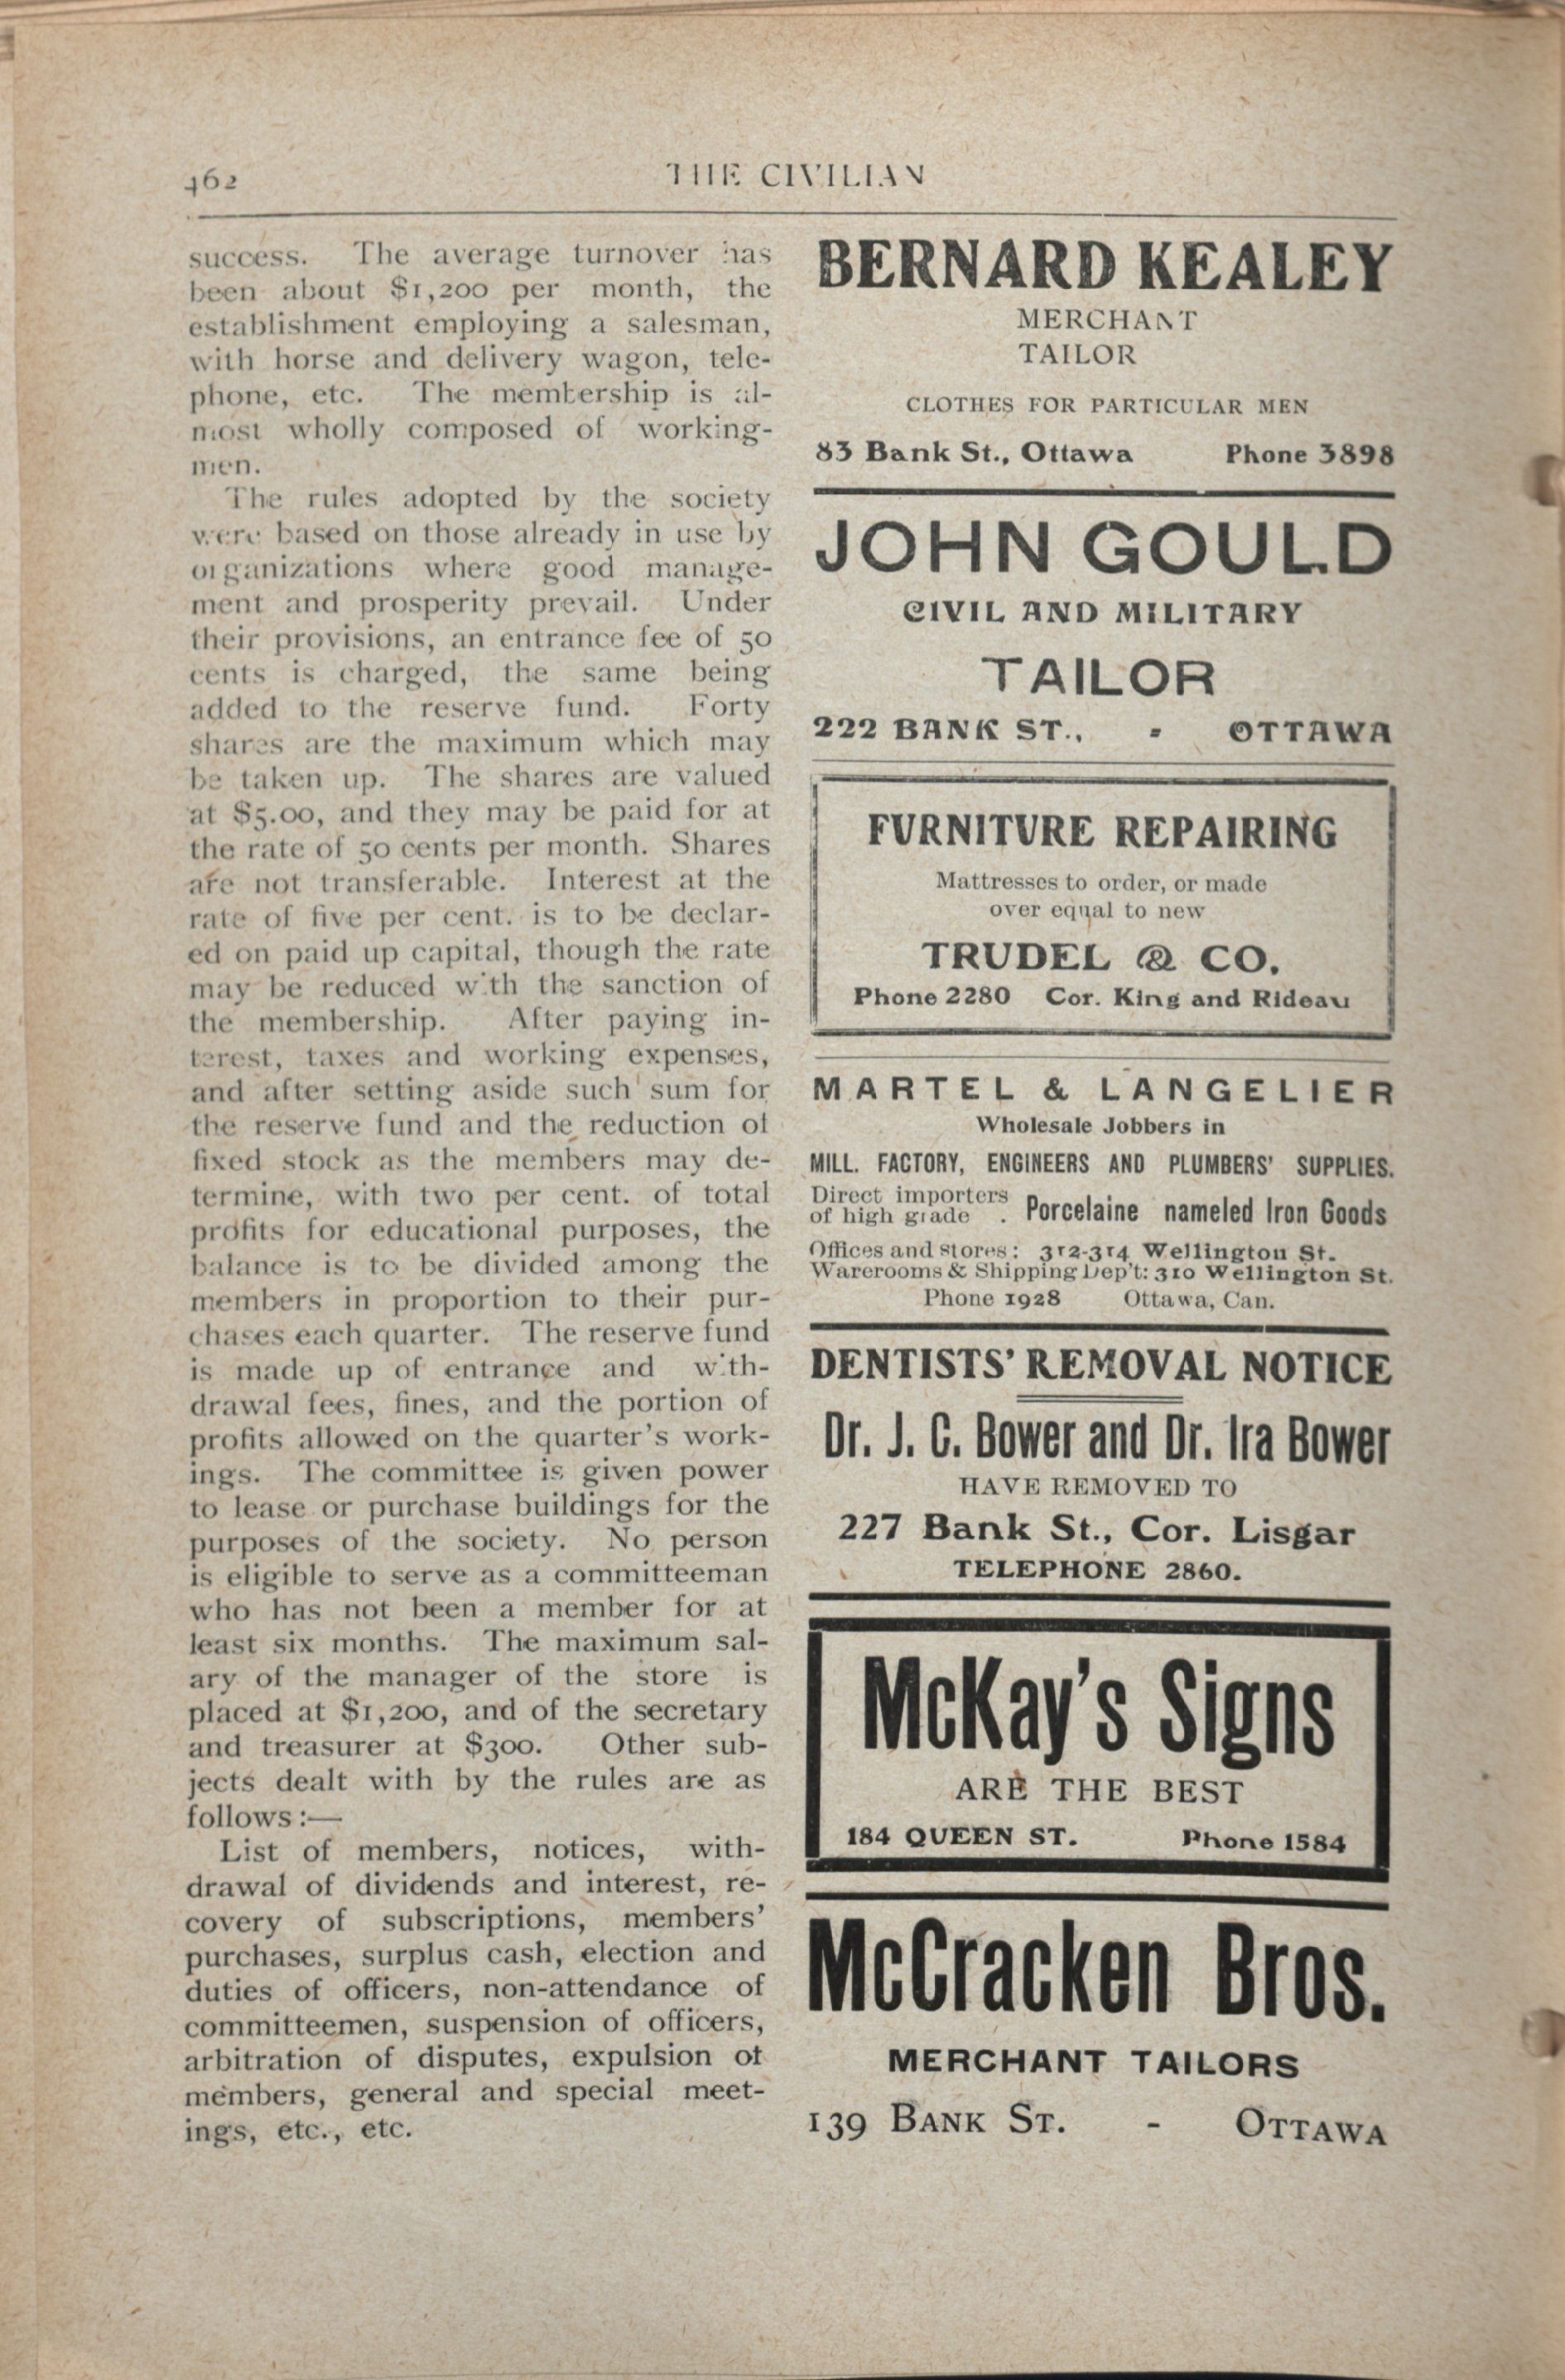 462
THE CIVILIAN
success. The average turnover has
been about $1,200 per month, the
establishment employing a salesman,
with horse and delivery wagon, tele-
phone, etc. The membership is al-
most wholly composed of working-
men.
The rules adopted by the society
were based on those already in use by
organizations where good manage-
ment and prosperity prevail. Under
their provisions, an entrance fee of 50
cents is charged, the same being
added to the reserve fund. Forty
shares are the maximum which may
be taken up. The shares are valued
at $5.00, and they may be paid for at
the rate of 50 cents per month. Shares
are not transferable. Interest at the
rate of five per cent. is to be declar-
ed on paid up capital, though the rate
may be reduced with the sanction of
the membership. After paying in-
terest, taxes and working expenses,
and after setting aside such sum for
the reserve fund and the reduction of
fixed stock as the members may de-
termine, with two per cent. of total
profits for educational purposes, the
balance is to be divided among the
members in proportion to their pur-
chases each quarter. The reserve fund
is made up of entrance and with-
drawal fees, fines, and the portion of
profits allowed on the quarter's work-
ings. The committee is given power
to lease or purchase buildings for the
purposes of the society. No person
is eligible to serve as a committeeman
who has not been a member for at
least six months. The maximum sal-
ary of the manager of the store is
placed at $1,200, and of the secretary
and treasurer at $300. Other sub-
jects dealt with by the rules are as
follows:—
List of members, notices, with-
drawal of dividends and interest, re-
covery of subscriptions, members'
purchases, surplus cash, election and
duties of officers, non-attendance of
committeemen, suspension of officers,
arbitration of disputes, expulsion of
members, general and special meet-
ings, etc., etc.
BERNARD KEALEY
MERCHANT
TAILOR
CLOTHES FOR PARTICULAR MEN
83 Bank St., Ottawa Phone 3898
JOHN GOULD
CIVIL AND MILITARY
TAILOR
222 BANK ST., - OTTAWA
FURNITURE REPAIRING
Mattresses to order, or made
over equal to new
TRUDEL & CO.
Phone 2280 Cor. King and Rideau
MARTEL & LANGELIER
Wholesale Jobbers in
MILL. FACTORY, ENGINEERS AND PLUMBERS' SUPPLIES.
Direct importers
of high grade . Porcelaine nameled Iron Goods
Offices and stores: 312-314 Wellington St.
Warerooms & Shipping Dep't: 310 Wellington St.
Phone 1928 Ottawa, Can.
DENTISTS' REMOVAL NOTICE
Dr. J. C. Bower and Dr. Ira Bower
HAVE REMOVED TO
227 Bank St., Cor. Lisgar
TELEPHONE 2860.
McKay's Signs
ARE THE BEST
184 QUEEN ST. Phone 1584
McCracken Bros.
MERCHANT TAILORS
139 BANK ST. - OTTAWA